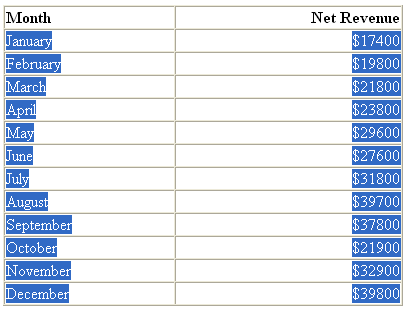 Month Net Revenue
January $17400
February $19800
March $21800
April $23800
May $29600
June $27600
July $31800
August $39700
September $37800
October $21900
November $32900
December $39800